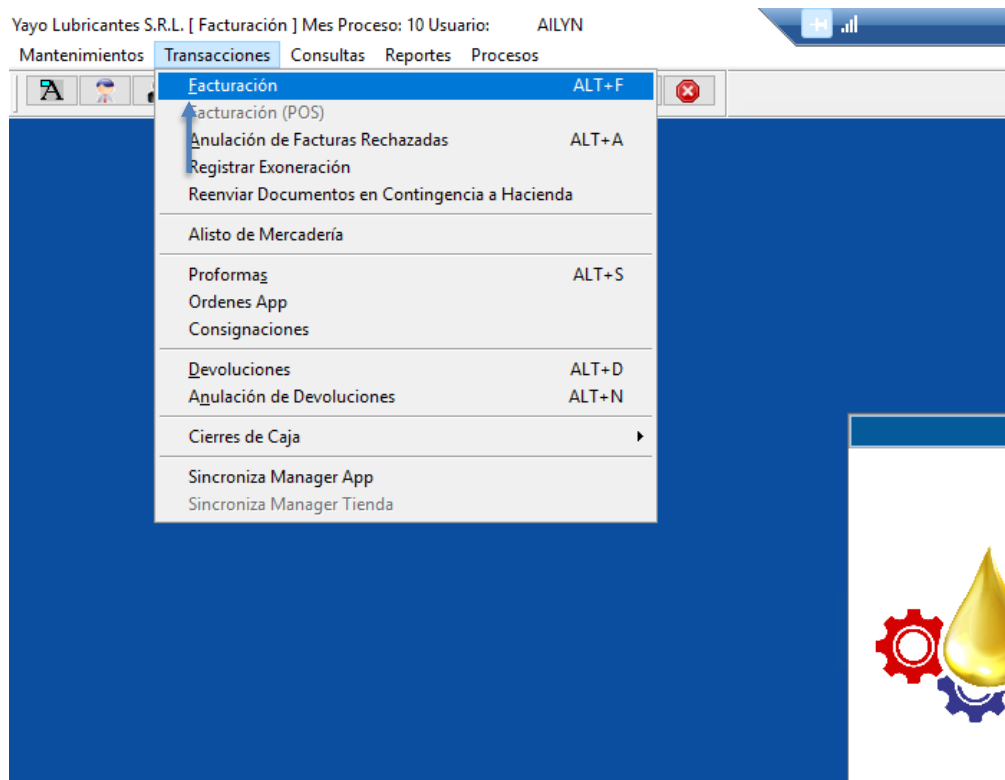 Yayo Lubricantes S.R.L. [ Facturación ] Mes Proceso: 10 Usuario: AILYN
Mantenimientos Transacciones Consultas Reportes Procesos
Facturación ALT+F
Facturación (POS)
Anulación de Facturas Rechazadas ALT+A
Registrar Exoneración
Reenviar Documentos en Contingencia a Hacienda
Alisto de Mercadería
Proformas ALT+S
Ordenes App
Consignaciones
Devoluciones ALT+D
Anulación de Devoluciones ALT+N
Cierres de Caja
Sincroniza Manager App
Sincroniza Manager Tienda